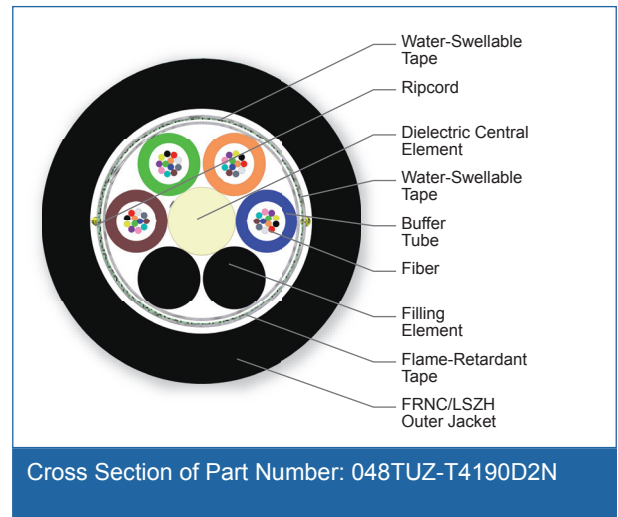 Water-Swellable
Tape
Ripcord
Dielectric Central
Element
Water-Swellable
Tape
Buffer
Tube
Fiber
Filling
Element
Flame-Retardant
Tape
FRNC/LSZH
Outer Jacket
Cross Section of Part Number: 048TUZ-T4190D2N